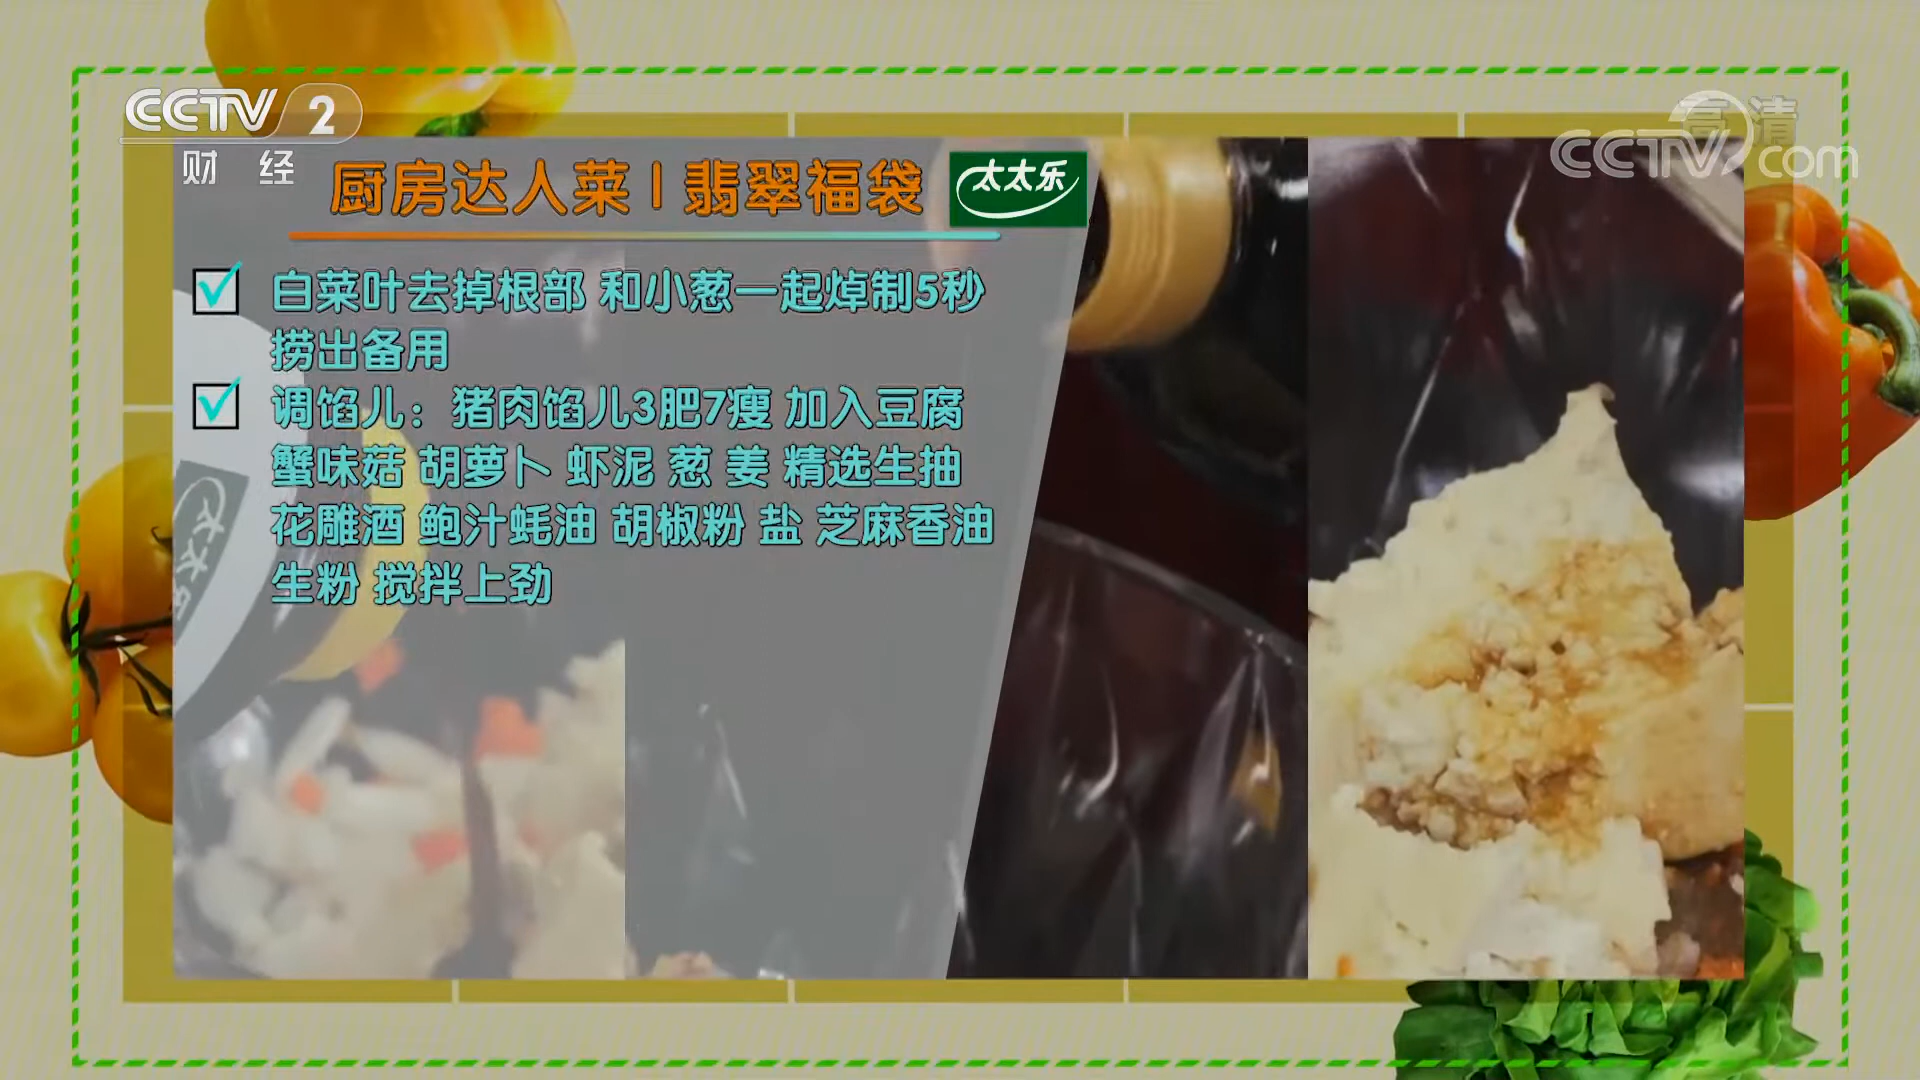 CCTV 2
财 经
高清
CCTV.com
厨房达人菜 | 翡翠福袋
太太乐
白菜叶去掉根部 和小葱一起焯制5秒
捞出备用
调馅儿：猪肉馅儿3肥7瘦 加入豆腐
蟹味菇 胡萝卜 虾泥 葱 姜 精选生抽
花雕酒 鲍汁蚝油 胡椒粉 盐 芝麻香油
生粉 搅拌上劲
太太乐